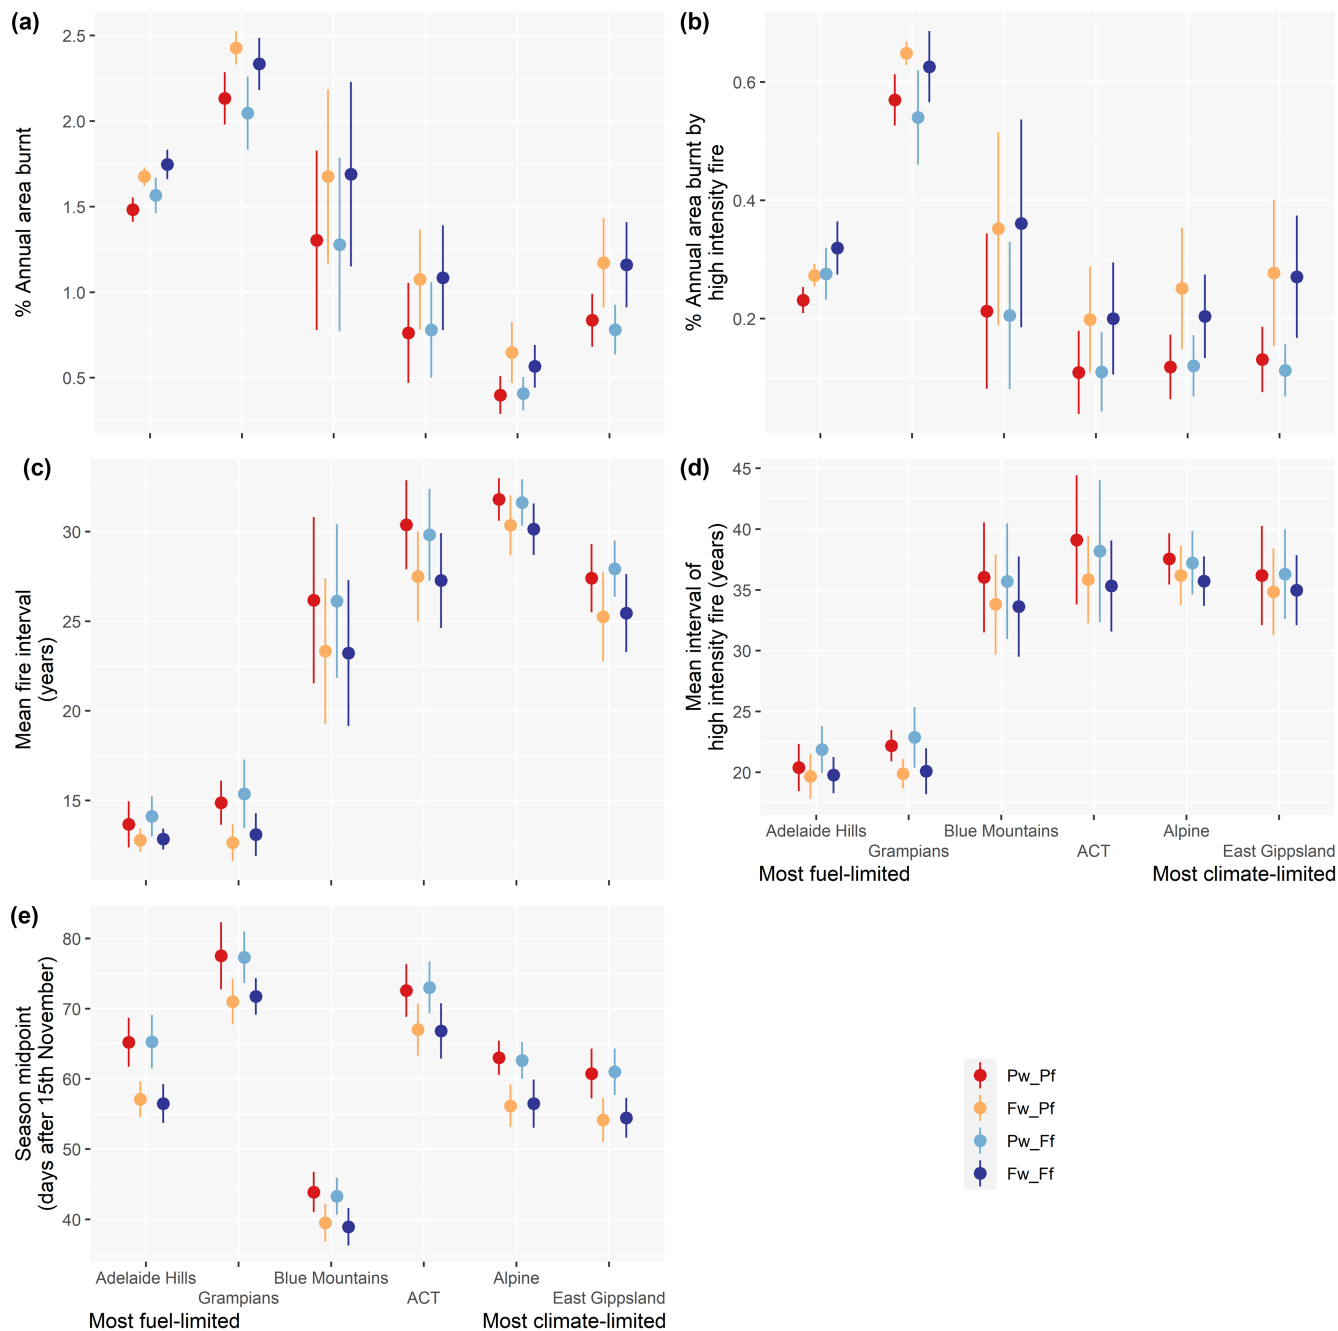 (a)
% Annual area burnt
2.5
2.0
1.5
1.0
0.5
(b)
% Annual area burnt by
high intensity fire
0.6
0.4
0.2
(c)
Mean fire interval
(years)
30
25
20
15
(d)
Mean interval of
high intensity fire (years)
45
40
35
30
25
20
Adelaide Hills
Grampians
Blue Mountains
ACT
Alpine
East Gippsland
Most fuel-limited
Most climate-limited
(e)
Season midpoint
(days after 15th November)
80
70
60
50
40
Adelaide Hills
Grampians
Blue Mountains
ACT
Alpine
East Gippsland
Most fuel-limited
Most climate-limited
Pw_Pf
Fw_Pf
Pw_Ff
Fw_Ff